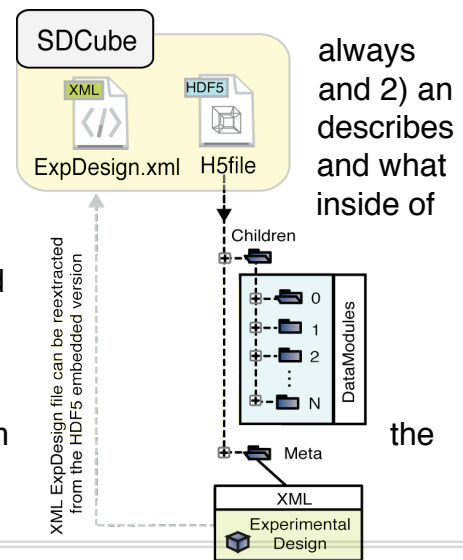 SDCube
always
XML
HDF5
and 2) an
describes
ExpDesign.xml
H5file
and what
inside of
Children
0
1
2
N
DataModules
XML ExpDesign file can be reextracted
from the HDF5 embedded version
the
Meta
XML
Experimental
Design